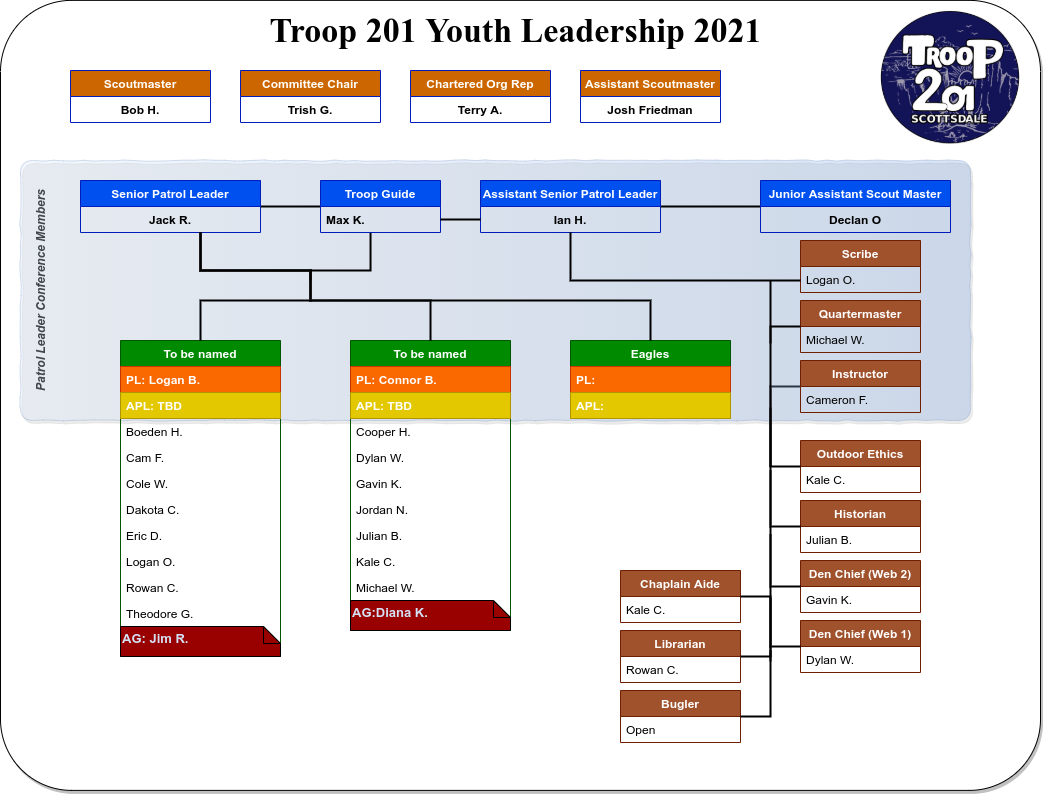 Troop 201 Youth Leadership 2021
TROOP
201
SCOTTSDALE
Scoutmaster
Bob H.
Committee Chair
Trish G.
Chartered Org Rep
Terry A.
Assistant Scoutmaster
Josh Friedman
Patrol Leader Conference Members
Senior Patrol Leader
Jack R.
Troop Guide
Max K.
Assistant Senior Patrol Leader
Ian H.
Junior Assistant Scout Master
Declan O
Scribe
Logan O.
Quartermaster
Michael W.
Instructor
Cameron F.
To be named
PL: Logan B.
APL: TBD
Boeden H.
Cam F.
Cole W.
Dakota C.
Eric D.
Logan O.
Rowan C.
Theodore G.
AG: Jim R.
To be named
PL: Connor B.
APL: TBD
Cooper H.
Dylan W.
Gavin K.
Jordan N.
Julian B.
Kale C.
Michael W.
AG:Diana K.
Eagles
PL:
APL:
Outdoor Ethics
Kale C.
Historian
Julian B.
Den Chief (Web 2)
Gavin K.
Den Chief (Web 1)
Dylan W.
Chaplain Aide
Kale C.
Librarian
Rowan C.
Bugler
Open